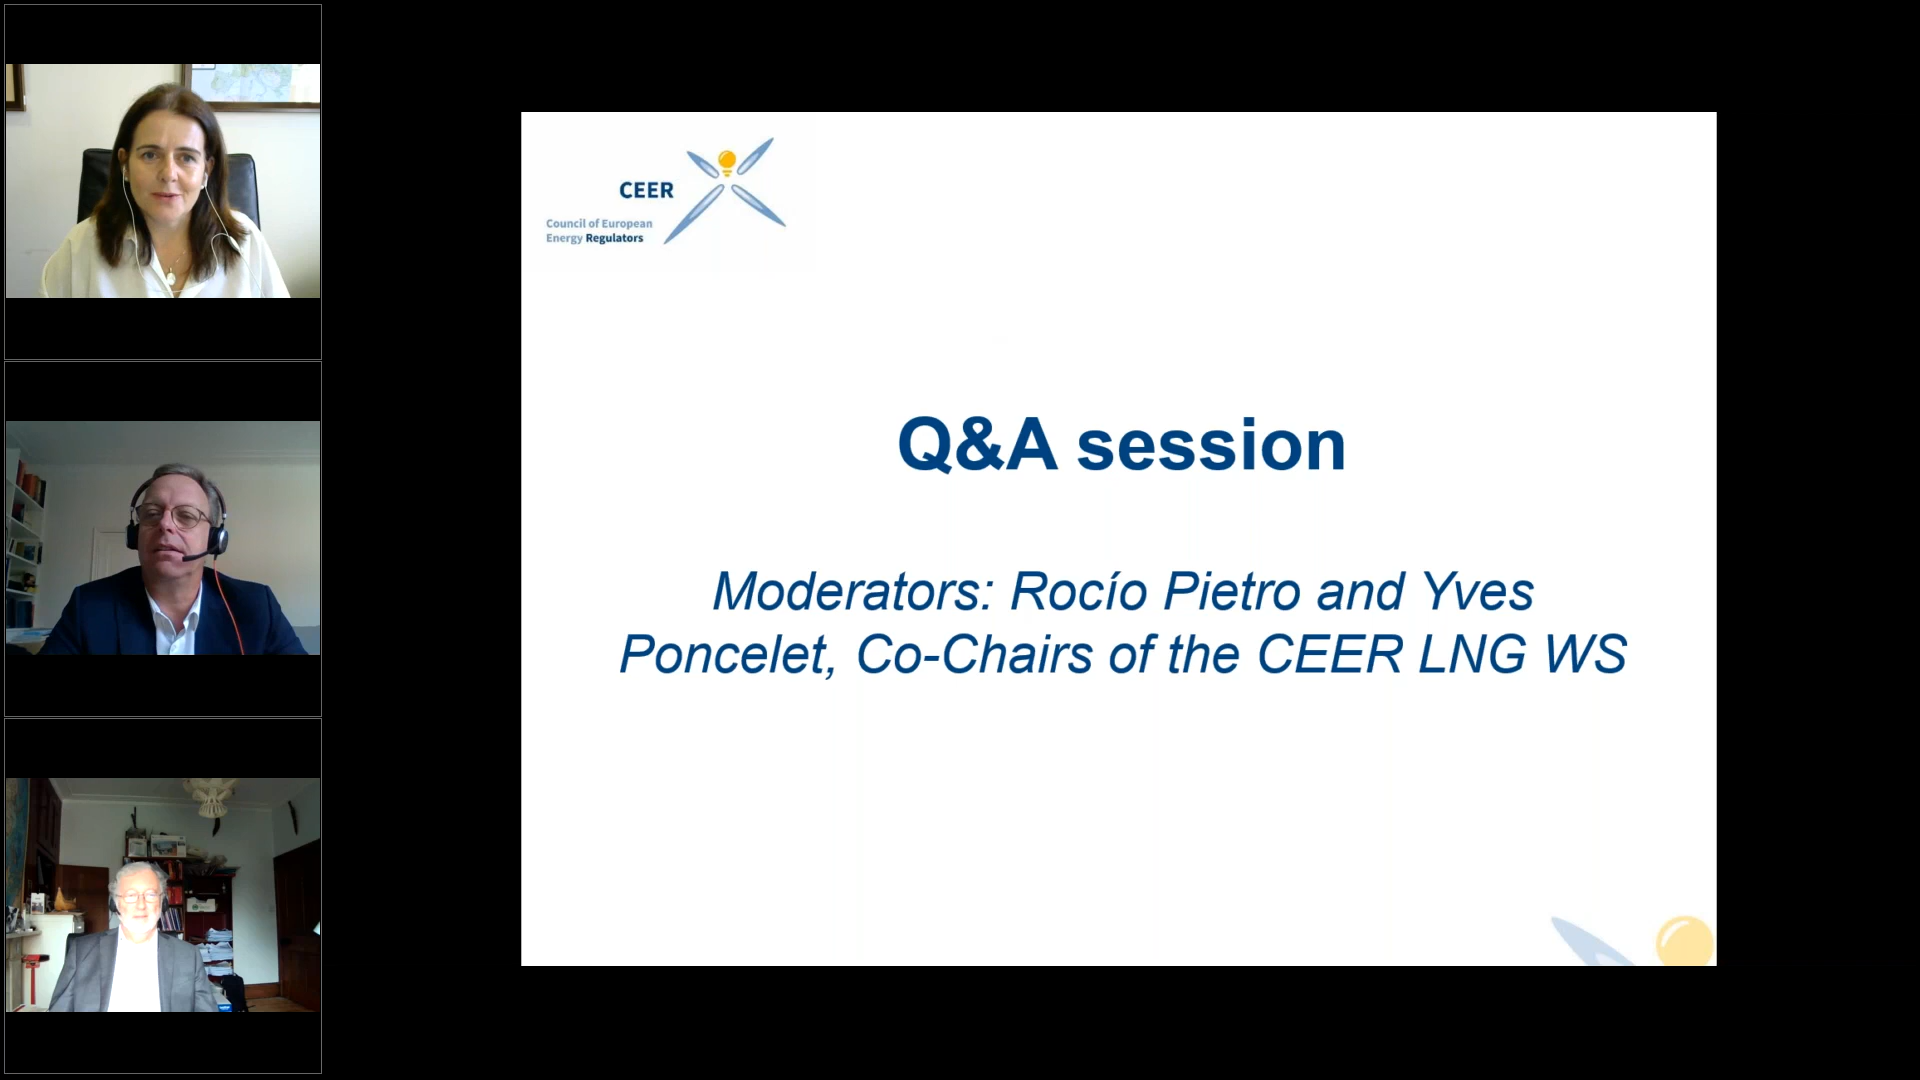 CEER
Council of European
Energy Regulators
Q&A session
Moderators: Rocío Pietro and Yves
Poncelet, Co-Chairs of the CEER LNG WS